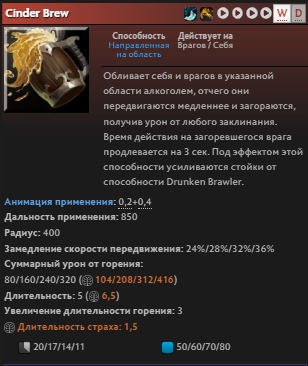 Cinder Brew
W D
Способность Действует на
Направленная Врагов / Себя
на область
Обливает себя и врагов в указанной
области алкоголем, отчего они
передвигаются медленнее и загораются,
получив урон от любого заклинания.
Время действия на загоревшегося врага
продлевается на 3 сек. Под эффектом этой
способности усиливаются стойки от
способности Drunken Brawler.
Анимация применения: 0,2+0,4
Дальность применения: 850
Радиус: 400
Замедление скорости передвижения: 24%/28%/32%/36%
Суммарный урон от горения:
80/160/240/320 (104/208/312/416)
Длительность: 5 (6,5)
Увеличение длительности горения: 3
Длительность страха: 1,5
20/17/14/11 50/60/70/80